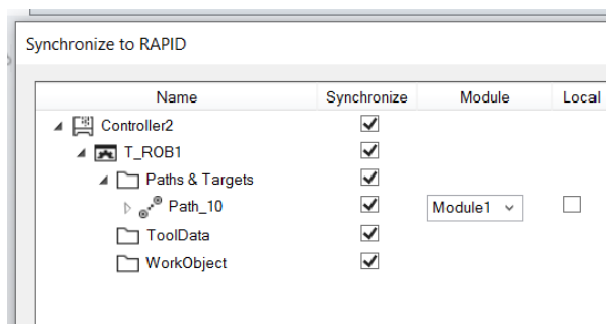 Synchronize to RAPID
Name Synchronize Module Local
Controller2
T_ROB1
Paths & Targets
Path_10 Module1
ToolData
WorkObject